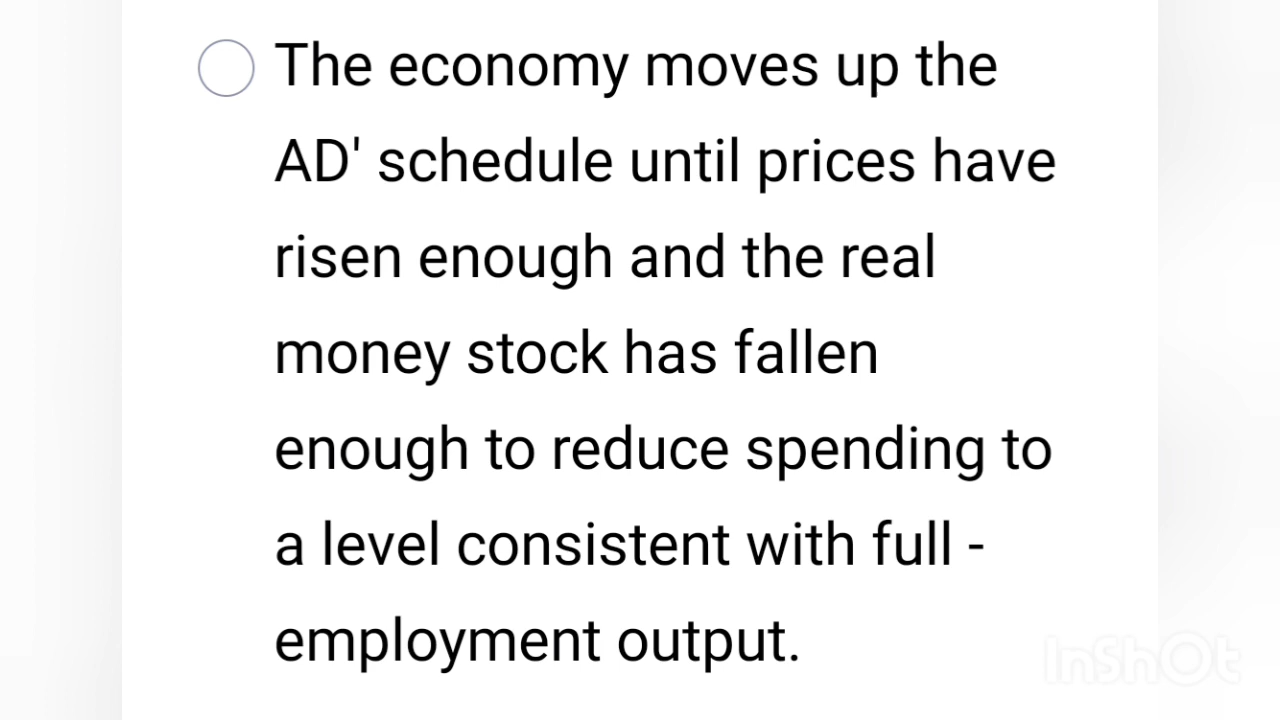 The economy moves up the
AD' schedule until prices have
risen enough and the real
money stock has fallen
enough to reduce spending to
a level consistent with full -
employment output.
InShOt